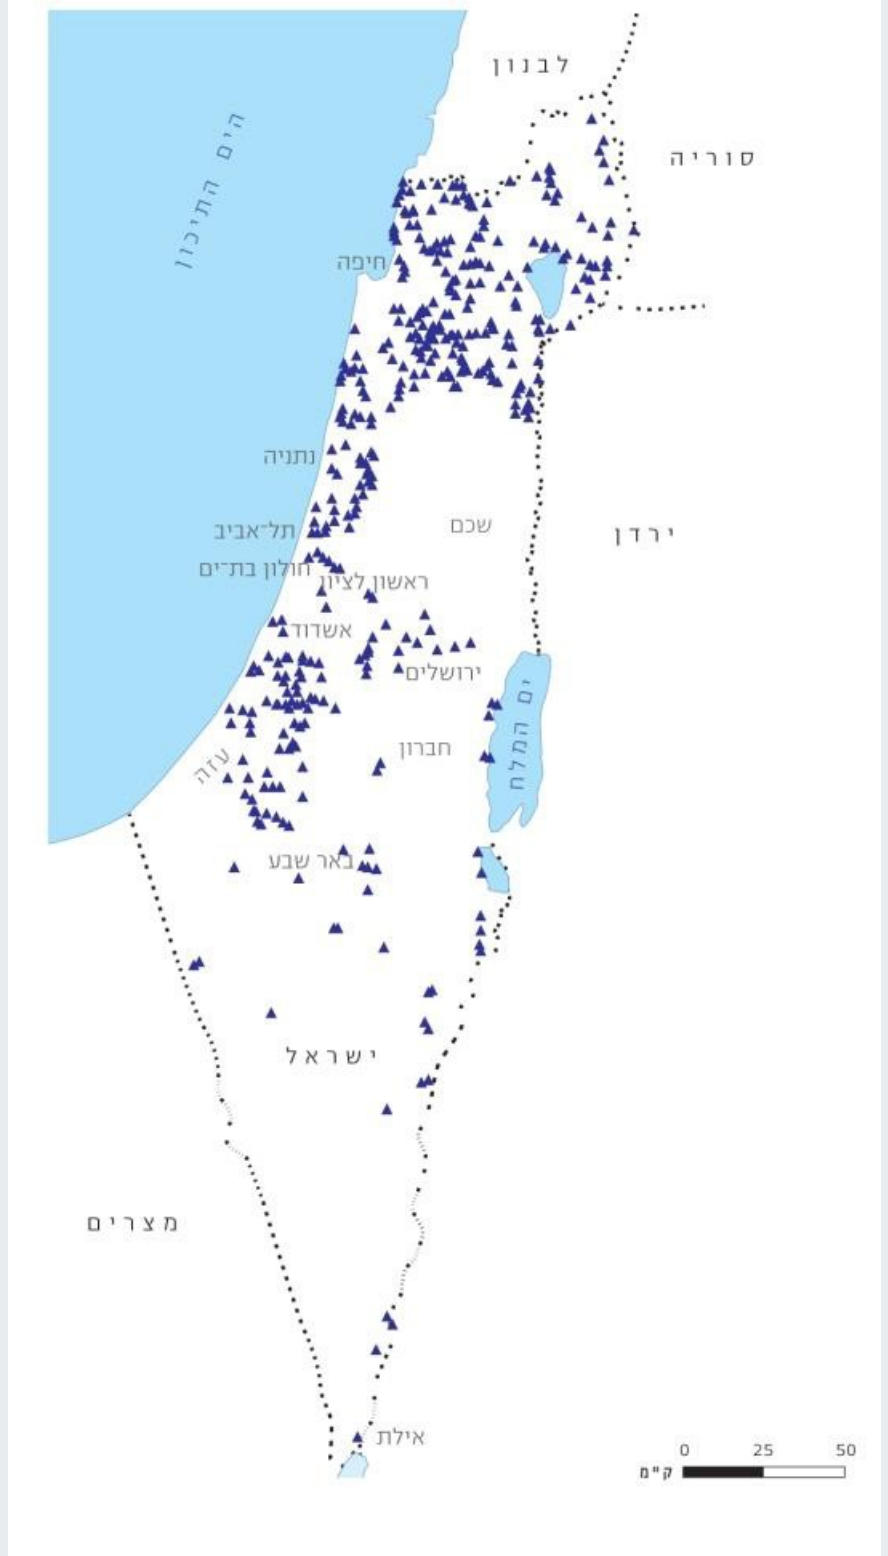 לבנון
סוריה
הים התיכון
חיפה
נתניה
שכם
תל־אביב
ירדן
חולון בת־ים
ראשון לציון
אשדוד
ירושלים
ים המלח
חברון
עזה
באר שבע
ישראל
מצרים
אילת
0 25 50
ק"מ